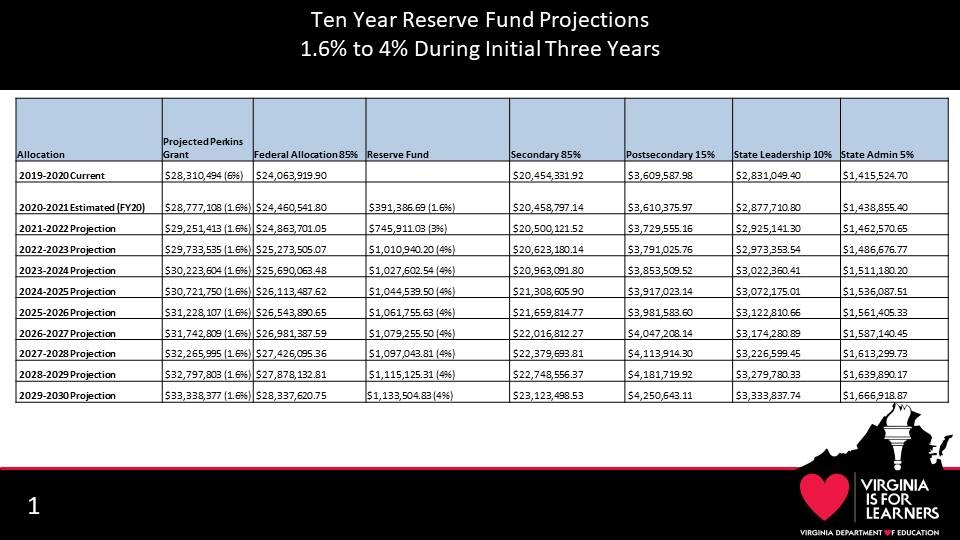 Ten Year Reserve Fund Projections
1.6% to 4% During Initial Three Years
Allocation Projected Perkins Grant Federal Allocation 85% Reserve Fund Secondary 85% Postsecondary 15% State Leadership 10% State Admin 5%
2019-2020 Current $28,310,494 (6%) $24,063,919.90 $20,454,331.92 $3,609,587.98 $2,831,049.40 $1,415,524.70
2020-2021 Estimated (FY20) $28,777,108 (1.6%) $24,460,541.80 $391,386.69 (1.6%) $20,458,797.14 $3,610,375.97 $2,877,710.80 $1,438,855.40
2021-2022 Projection $29,251,413 (1.6%) $24,863,701.05 $745,911.03 (3%) $20,500,121.52 $3,729,555.16 $2,925,141.30 $1,462,570.65
2022-2023 Projection $29,733,535 (1.6%) $25,273,505.07 $1,010,940.20 (4%) $20,623,180.14 $3,791,025.76 $2,973,353.54 $1,486,676.77
2023-2024 Projection $30,223,604 (1.6%) $25,690,063.48 $1,027,602.54 (4%) $20,963,091.80 $3,853,509.52 $3,022,360.41 $1,511,180.20
2024-2025 Projection $30,721,750 (1.6%) $26,113,487.62 $1,044,539.50 (4%) $21,308,605.90 $3,917,023.14 $3,072,175.01 $1,536,087.51
2025-2026 Projection $31,228,107 (1.6%) $26,543,890.65 $1,061,755.63 (4%) $21,659,814.77 $3,981,583.60 $3,122,810.66 $1,561,405.33
2026-2027 Projection $31,742,809 (1.6%) $26,981,387.59 $1,079,255.50 (4%) $22,016,812.27 $4,047,208.14 $3,174,280.89 $1,587,140.45
2027-2028 Projection $32,265,995 (1.6%) $27,426,095.36 $1,097,043.81 (4%) $22,379,693.81 $4,113,914.30 $3,226,599.45 $1,613,299.73
2028-2029 Projection $32,797,803 (1.6%) $27,878,132.81 $1,115,125.31 (4%) $22,748,556.37 $4,181,719.92 $3,279,780.33 $1,639,890.17
2029-2030 Projection $33,338,377 (1.6%) $28,337,620.75 $1,133,504.83 (4%) $23,123,498.53 $4,250,643.11 $3,333,837.74 $1,666,918.87
1
VIRGINIA
IS FOR
LEARNERS
VIRGINIA DEPARTMENT OF EDUCATION